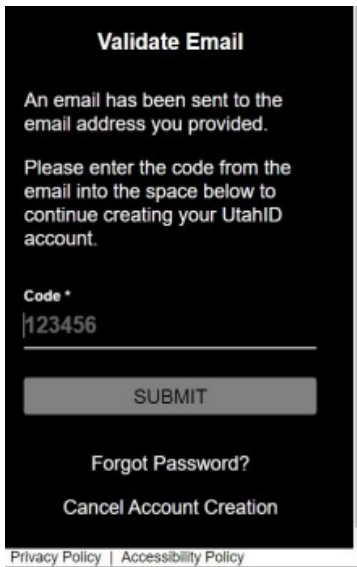 Validate Email
An email has been sent to the
email address you provided.
Please enter the code from the
email into the space below to
continue creating your UtahID
account.
Code *
123456
SUBMIT
Forgot Password?
Cancel Account Creation
Privacy Policy | Accessibility Policy